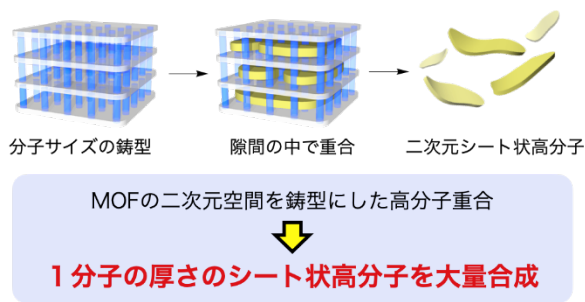 分子サイズの鋳型
隙間の中で重合
二次元シート状高分子
MOFの二次元空間を鋳型にした高分子重合
1分子の厚さのシート状高分子を大量合成